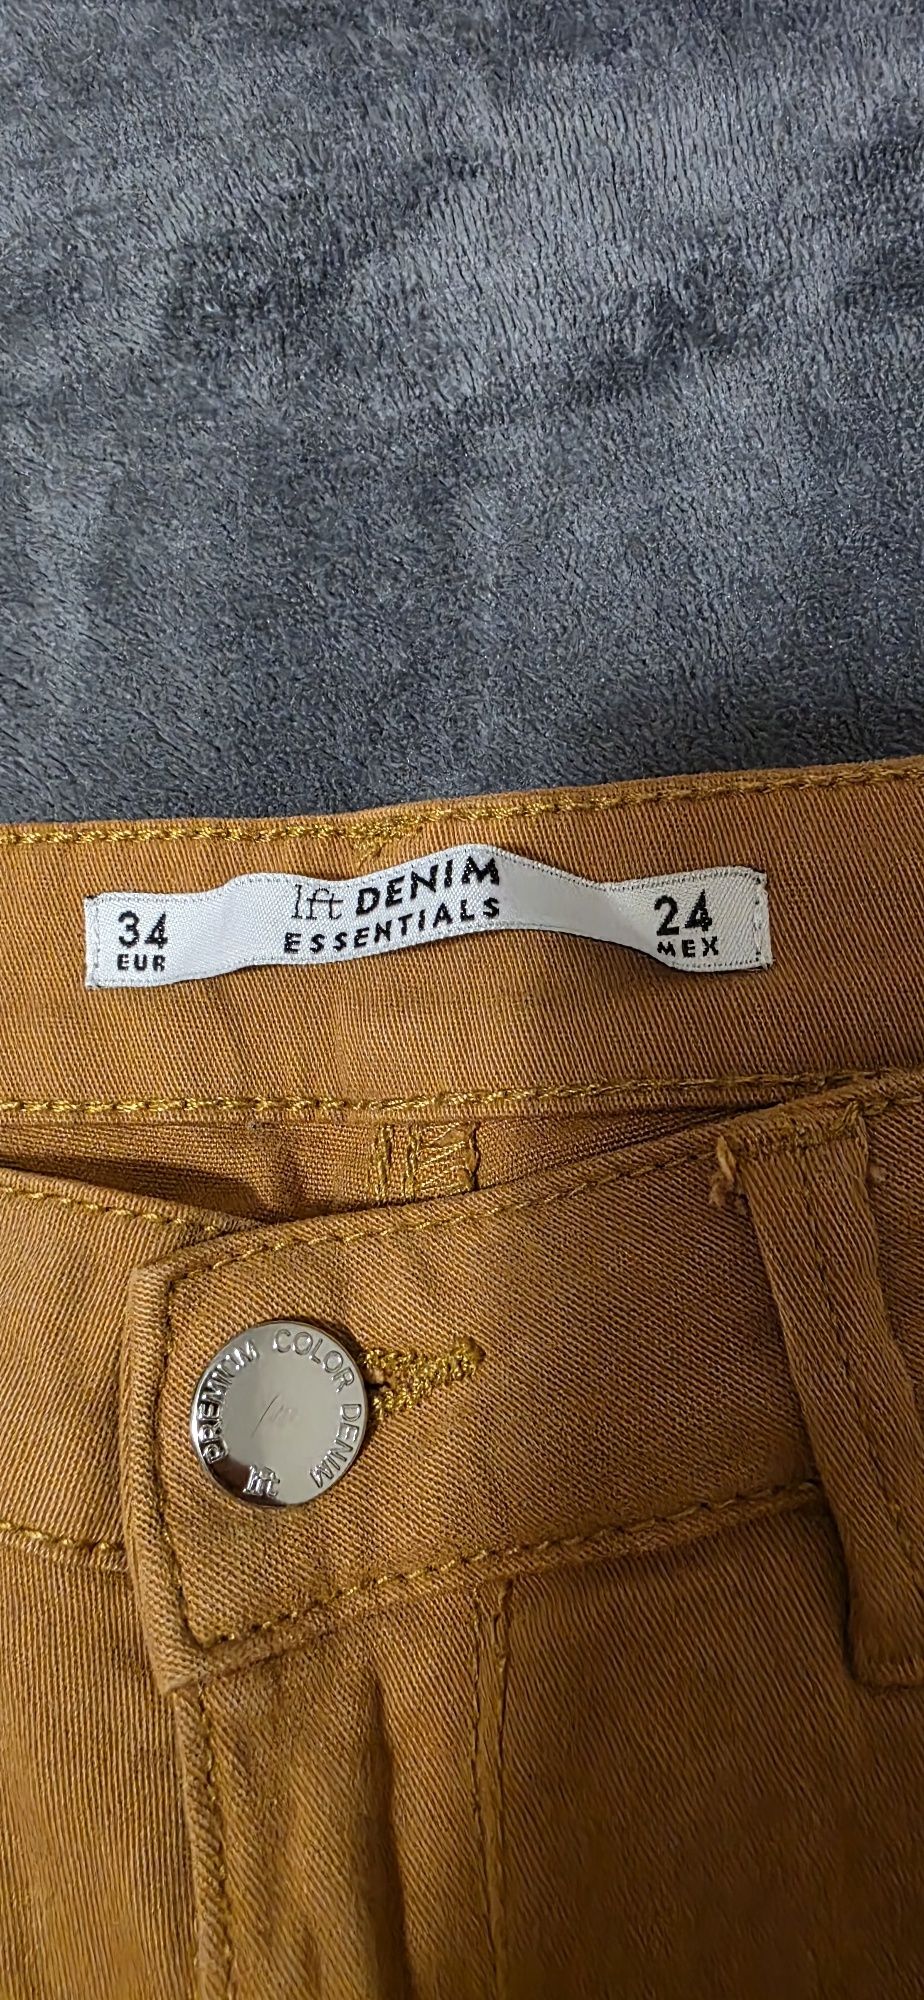 34
EUR
lft DENIM
ESSENTIALS
24
MEX
PREMIUM COLOR DENIM
lft